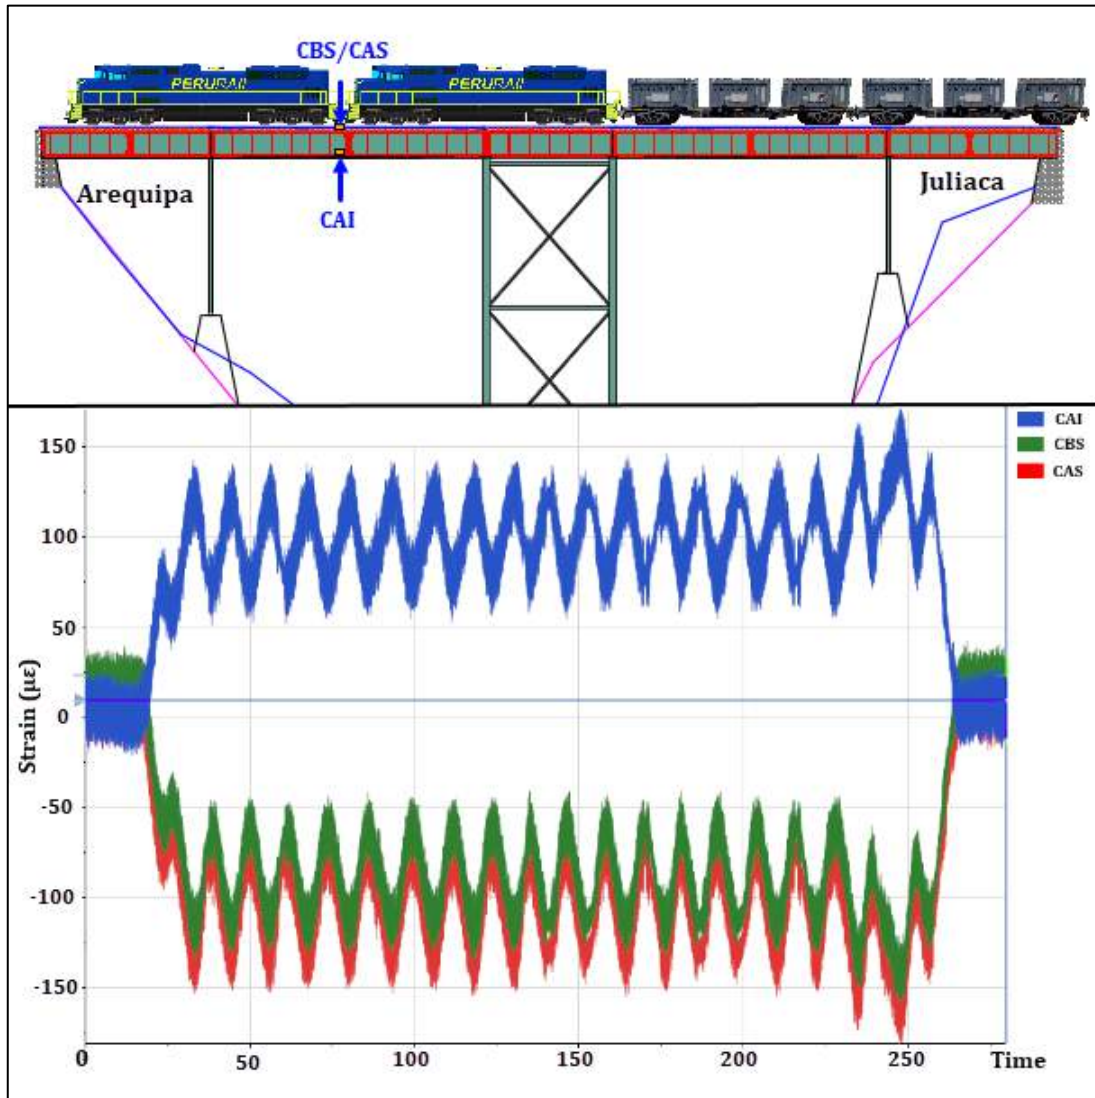 CBS/CAS
PERURAIL PERURAIL
Arequipa
Juliaca
CAI
CAI
CBS
CAS
150
100
50
0
-50
-100
-150
Strain (με)
0 50 100 150 200 250 Time